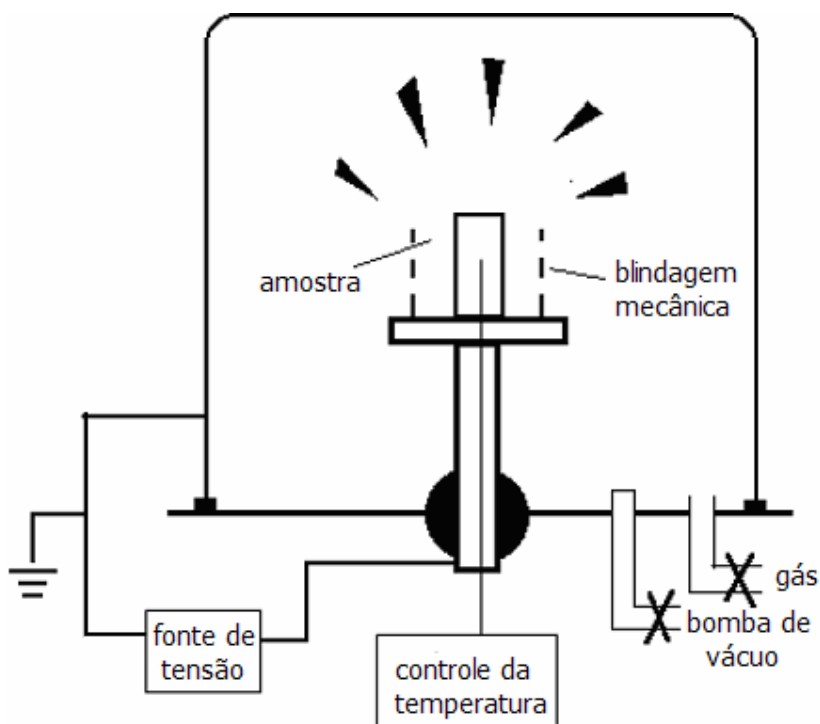 amostra
blindagem
mecânica
gás
bomba de
vácuo
fonte de
tensão
controle da
temperatura